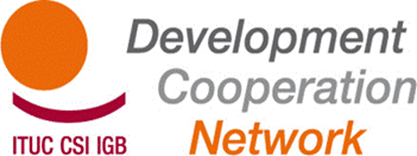 Development
Cooperation
Network
ITUC CSI IGB